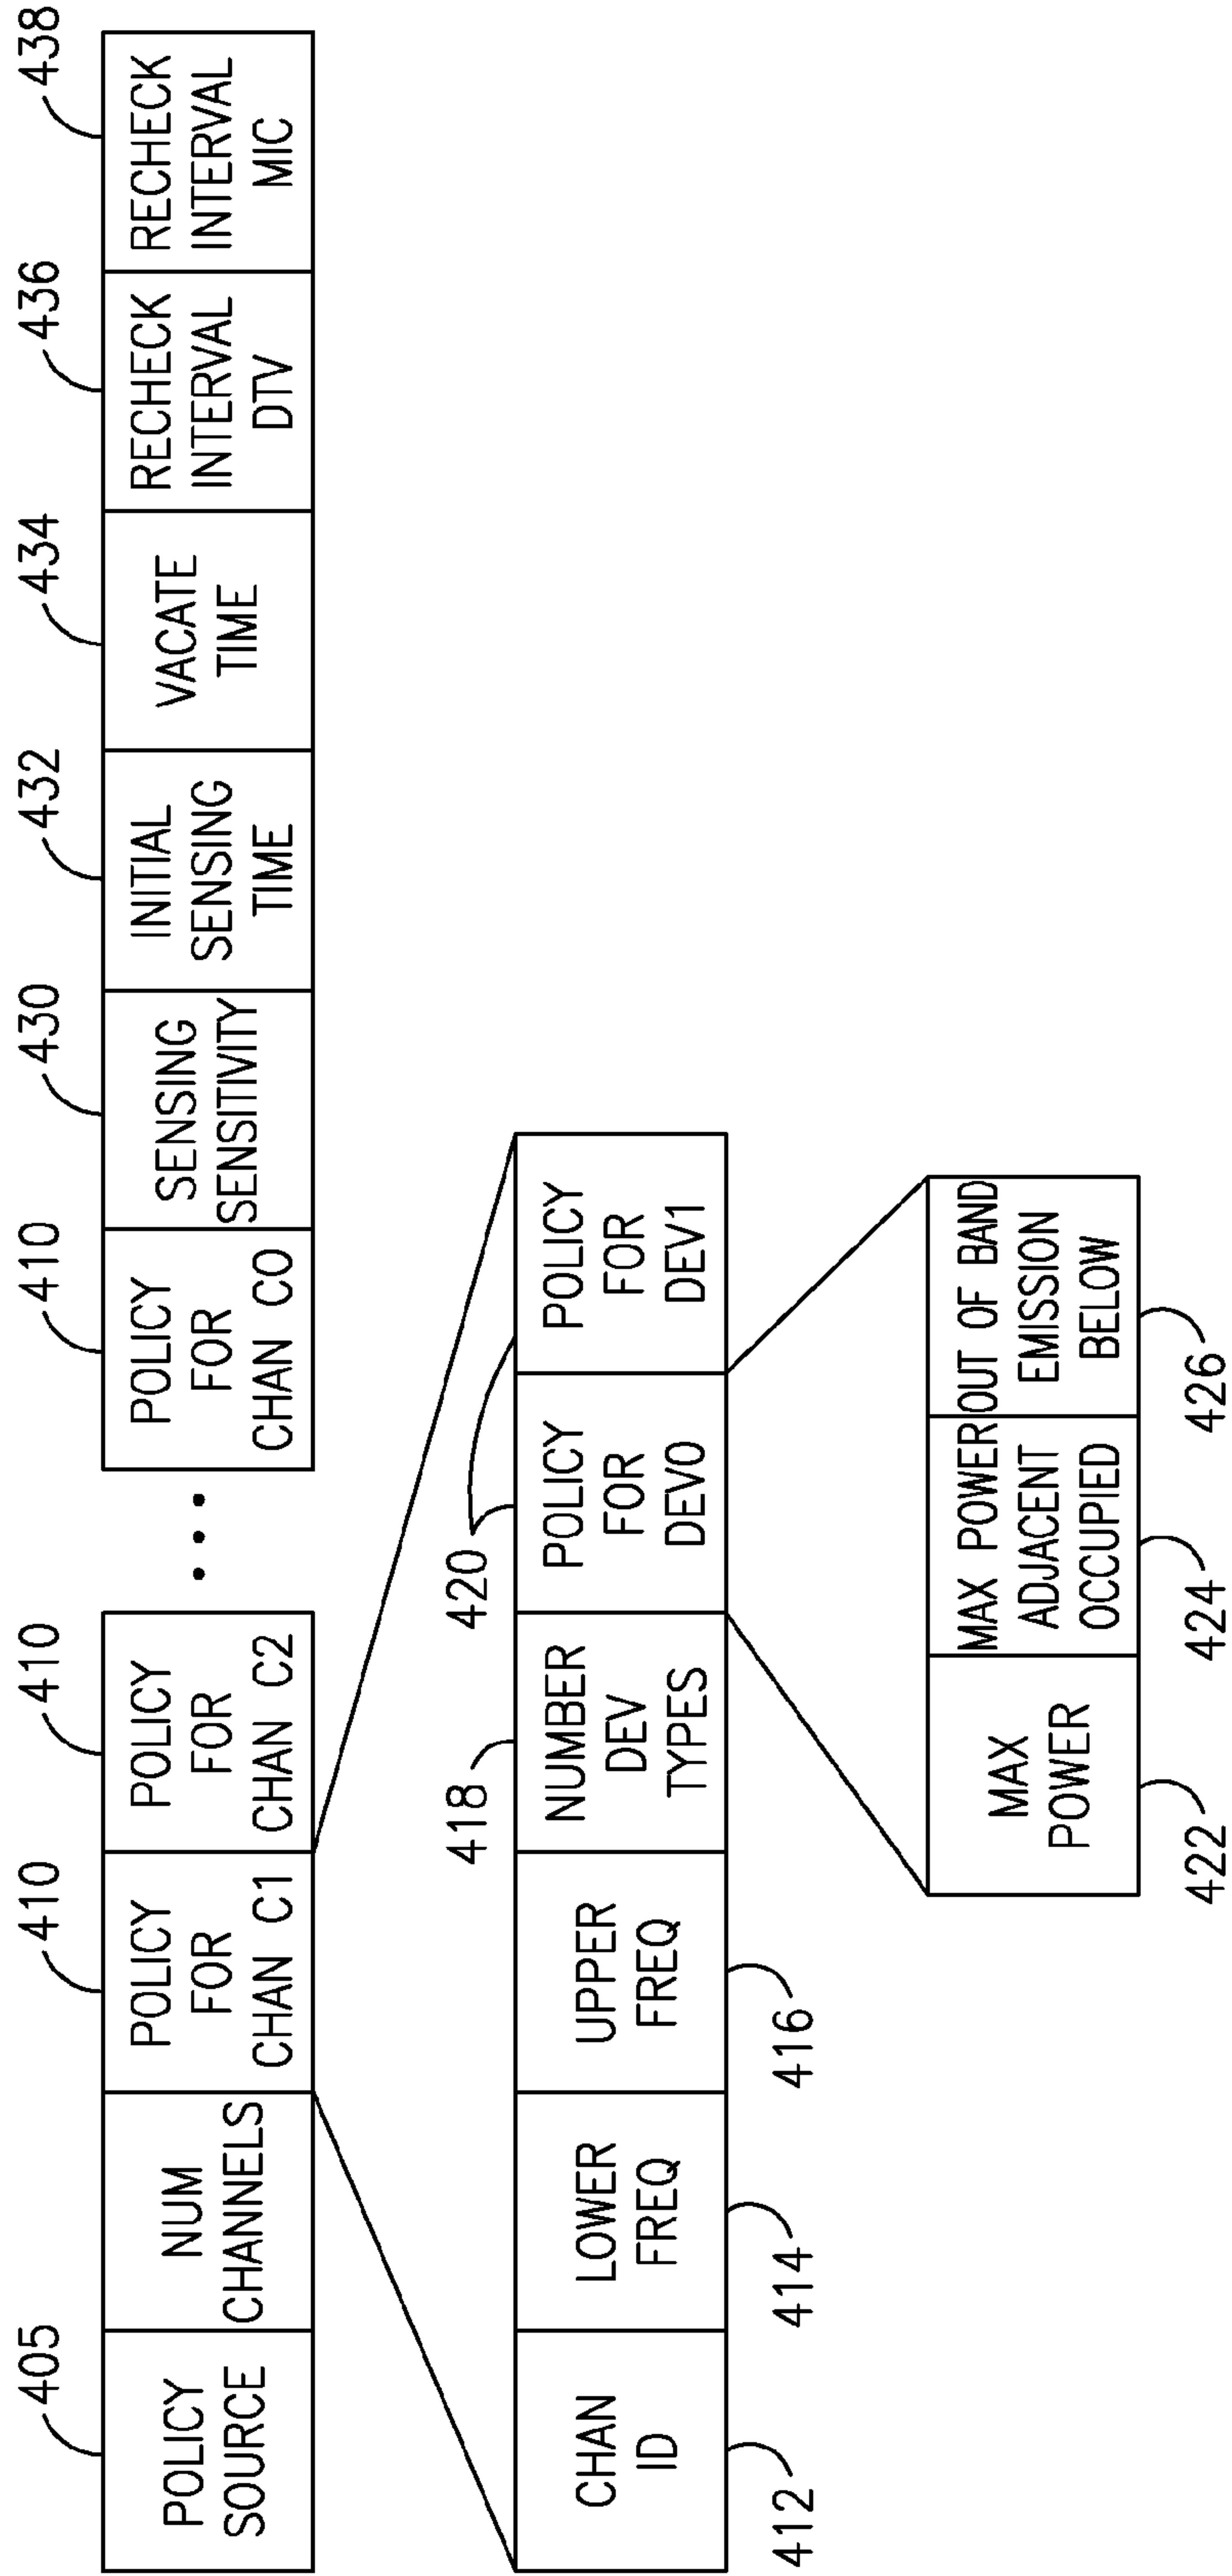 405
410
410
410
430
432
434
436
438
POLICY
SOURCE
NUM
CHANNELS
POLICY
FOR
CHAN C1
POLICY
FOR
CHAN C2
...
POLICY
FOR
CHAN CO
SENSING
SENSITIVITY
INITIAL
SENSING
TIME
VACATE
TIME
RECHECK
INTERVAL
DTV
RECHECK
INTERVAL
MIC
418
420
CHAN
ID
LOWER
FREQ
UPPER
FREQ
NUMBER
DEV
TYPES
POLICY
FOR
DEV0
POLICY
FOR
DEV1
412
414
416
MAX
POWER
MAX POWER
ADJACENT
OCCUPIED
OUT OF BAND
EMISSION
BELOW
422
424
426